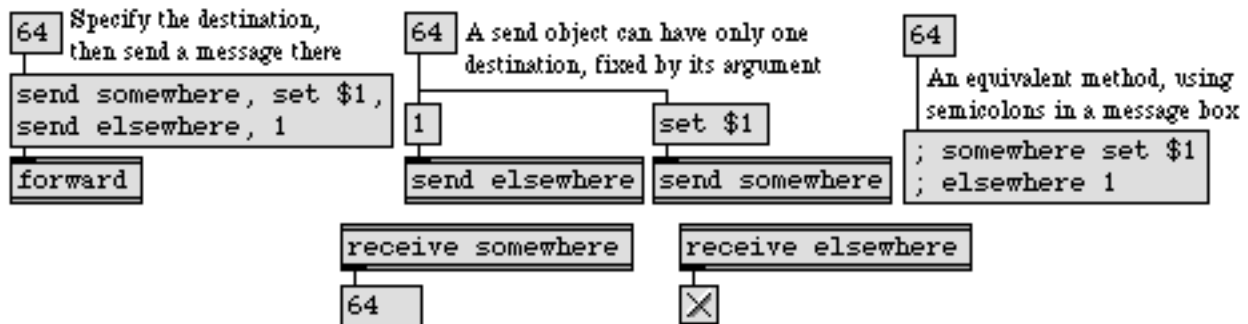 64
Specify the destination,
then send a message there
send somewhere, set $1,
send elsewhere, 1
forward
64
A send object can have only one
destination, fixed by its argument
1
set $1
send elsewhere
send somewhere
64
An equivalent method, using
semicolons in a message box
; somewhere set $1
; elsewhere 1
receive somewhere
64
receive elsewhere